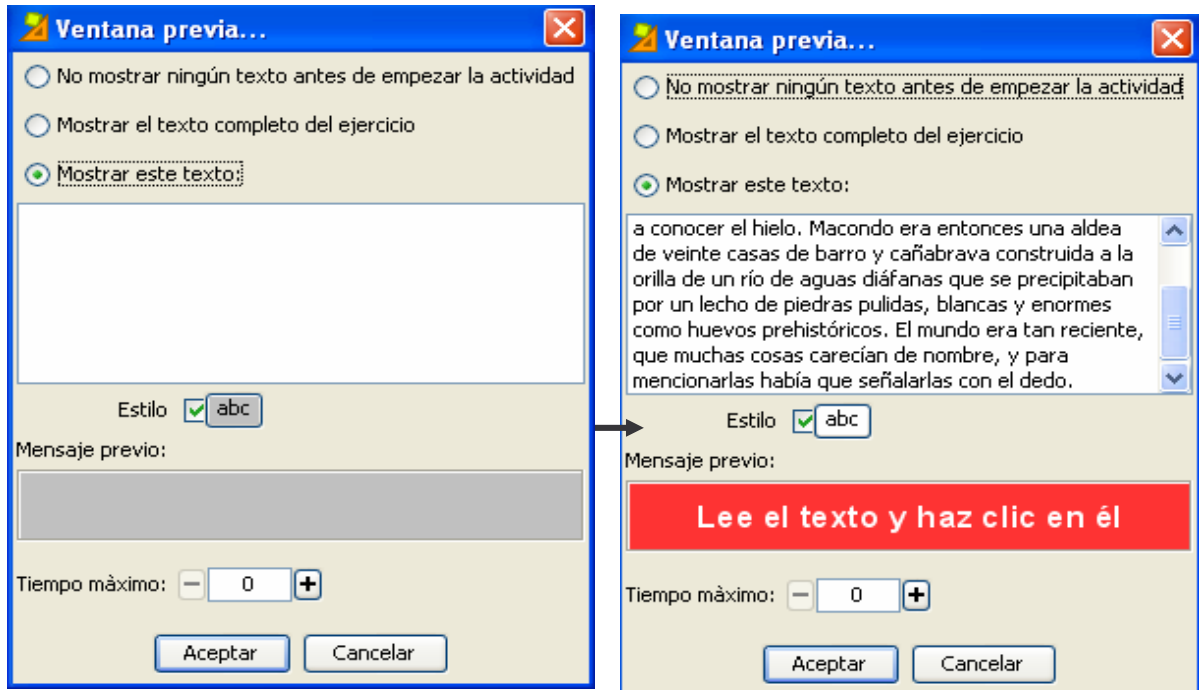 Ventana previa...
No mostrar ningún texto antes de empezar la actividad
Mostrar el texto completo del ejercicio
Mostrar este texto:
Estilo abc
Mensaje previo:
Tiempo màximo: 0
Aceptar Cancelar
Ventana previa...
No mostrar ningún texto antes de empezar la actividad
Mostrar el texto completo del ejercicio
Mostrar este texto:
a conocer el hielo. Macondo era entonces una aldea
de veinte casas de barro y cañabrava construida a la
orilla de un río de aguas diáfanas que se precipitaban
por un lecho de piedras pulidas, blancas y enormes
como huevos prehistóricos. El mundo era tan reciente,
que muchas cosas carecían de nombre, y para
mencionarlas había que señalarlas con el dedo.
Estilo abc
Mensaje previo:
Lee el texto y haz clic en él
Tiempo màximo: 0
Aceptar Cancelar